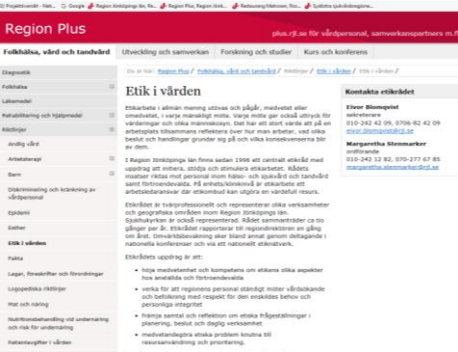 Region Plus
plus.rjl.se för vårdpersonal, samverkanspartners m.fl
Folkhälsa, vård och tandvård
Utveckling och samverkan
Forskning och studier
Kurs och konferens
Diagnostik
Folkhälsa
Läkemedel
Rehabilitering och hjälpmedel
Riktlinjer
Andlig vård
Arbetsterapi
Barn
Diskriminering och kränkning av
vårdpersonal
Epidemi
Esther
Etik i vården
Fakta
Lagar, föreskrifter och förordningar
Logopediska riktlinjer
Mat och näring
Nutritionsbehandling vid undernäring
och risk för undernäring
Patientavgifter i vården
Du är här: Region Plus / Folkhälsa, vård och tandvård / Riktlinjer / Etik i vården / Etik i vården /
Etik i vården
Etikarbete i allmän mening utövas och pågår, medvetet eller
omedvetet, i varje mänskligt möte. Varje möte ger också uttryck för
värderingar och olika människosyn. Det har ett stort värde att på en
arbetsplats tillsammans reflektera över hur man arbetar, vad olika
beslut och handlingar grundar sig på och vilka konsekvenserna blir
av dem.
I Region Jönköpings län finns sedan 1996 ett centralt etikråd med
uppdrag att initiera, stödja och stimulera etikarbetet. Rådets
insatser riktas mot personal inom hälso- och sjukvård och tandvård
samt förtroendevalda. På enhets/kliniknivå är etikarbete ett
arbetsledaransvar där etikombud kan utgöra en värdefull resurs.
Etikrådet är tvärprofessionellt och representerar olika verksamheter
och geografiska områden inom Region Jönköpings län.
Sjukhuskyrkan är också representerad. Rådet sammanträder ca tio
gånger per år. Etikrådet rapporterar till regiondirektören en gång
om året. Omvärldsbevakning sker bland annat genom deltagande i
nationella konferenser och via ett nationellt etiknätverk.
Etikrådets uppdrag är att:
• höja medvetenhet och kompetens om etikens olika aspekter
hos anställda och förtroendevalda
• verka för att regionens personal ständigt möter vårdsökande
och befolkning med respekt för den enskildes behov och
personliga integritet
• främja samtal och reflektion om etiska frågeställningar i
planering, beslut och daglig verksamhet
• medvetandegöra etiska problem knutna till
resursanvändning och prioritering.
Kontakta etikrådet
Eivor Blomqvist
sekreterare
010-242 42 09, 0706-82 42 09
eivor.blomqvist@rjl.se
Margaretha Stenmarker
ordförande
010-242 12 82, 070-277 67 85
margaretha.stenmarker@rjl.se